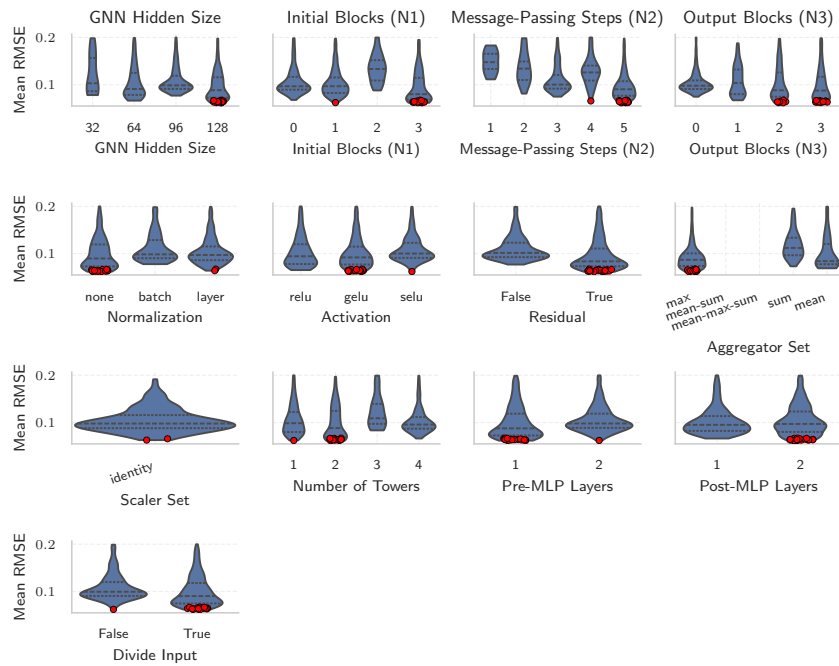 GNN Hidden Size Initial Blocks (N1) Message-Passing Steps (N2) Output Blocks (N3)
Mean RMSE
0.2
0.1
32 64 96 128 0 1 2 3 1 2 3 4 5 0 1 2 3
GNN Hidden Size Initial Blocks (N1) Message-Passing Steps (N2) Output Blocks (N3)
Mean RMSE
0.2
0.1
none batch layer relu gelu selu False True max mean-sum mean-max-sum sum mean
Normalization Activation Residual Aggregator Set
Mean RMSE
0.2
0.1
identity 1 2 3 4 1 2 1 2
Scaler Set Number of Towers Pre-MLP Layers Post-MLP Layers
Mean RMSE
0.2
0.1
False True
Divide Input